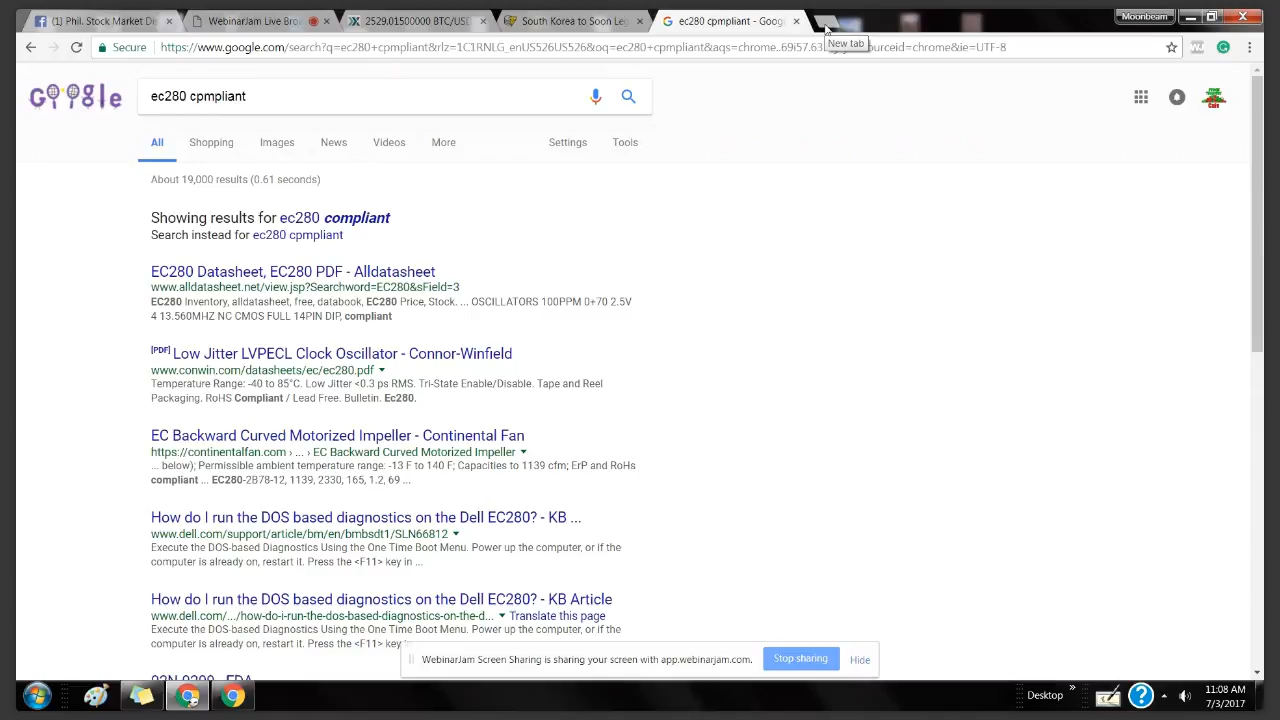 (1) Phil. Stock Market Di
WebinarJam Live Bro
2529.01500000 BTC/US
Korea to Soon Le
ec280 cpmpliant - Goog
Moonbeam
Secure
https://www.google.com/search?q=ec280+cpmpliant&rlz=1C1RNLG_enUS526US526&oq=ec280+cpmpliant&aqs=chrome..69i57.63
ourceid=chrome&ie=UTF-8
New tab
Google
ec280 cpmpliant
All Shopping Images News Videos More Settings Tools
About 19,000 results (0.61 seconds)
Showing results for ec280 compliant
Search instead for ec280 cpmpliant
EC280 Datasheet, EC280 PDF - Alldatasheet
www.alldatasheet.net/view.jsp?Searchword=EC280&sField=3
EC280 Inventory, alldatasheet, free, databook, EC280 Price, Stock. ... OSCILLATORS 100PPM 0+70 2.5V
4 13.560MHZ NC CMOS FULL 14PIN DIP, compliant
[PDF] Low Jitter LVPECL Clock Oscillator - Connor-Winfield
www.conwin.com/datasheets/ec/ec280.pdf
Temperature Range: -40 to 85°C. Low Jitter <0.3 ps RMS. Tri-State Enable/Disable. Tape and Reel
Packaging. RoHS Compliant / Lead Free. Bulletin. Ec280.
EC Backward Curved Motorized Impeller - Continental Fan
https://continentalfan.com › ... › EC Backward Curved Motorized Impeller
... below); Permissible ambient temperature range: -13 F to 140 F; Capacities to 1139 cfm; ErP and RoHs
compliant ... EC280-2B78-12, 1139, 2330, 165, 1.2, 69 ...
How do I run the DOS based diagnostics on the Dell EC280? - KB ...
www.dell.com/support/article/bm/en/bmbsdt1/SLN66812
Execute the DOS-based Diagnostics Using the One Time Boot Menu. Power up the computer, or if the
computer is already on, restart it. Press the <F11> key in ...
How do I run the DOS based diagnostics on the Dell EC280? - KB Article
www.dell.com/.../how-do-i-run-the-dos-based-diagnostics-on-the-d... Translate this page
Execute the DOS-based Diagnostics Using the One Time Boot Menu. Power up the computer, or if the
computer is already on, restart it. Press the <F11> key
WebinarJam Screen Sharing is sharing your screen with app.webinarjam.com. Stop sharing Hide
Desktop
11:08 AM
7/3/2017